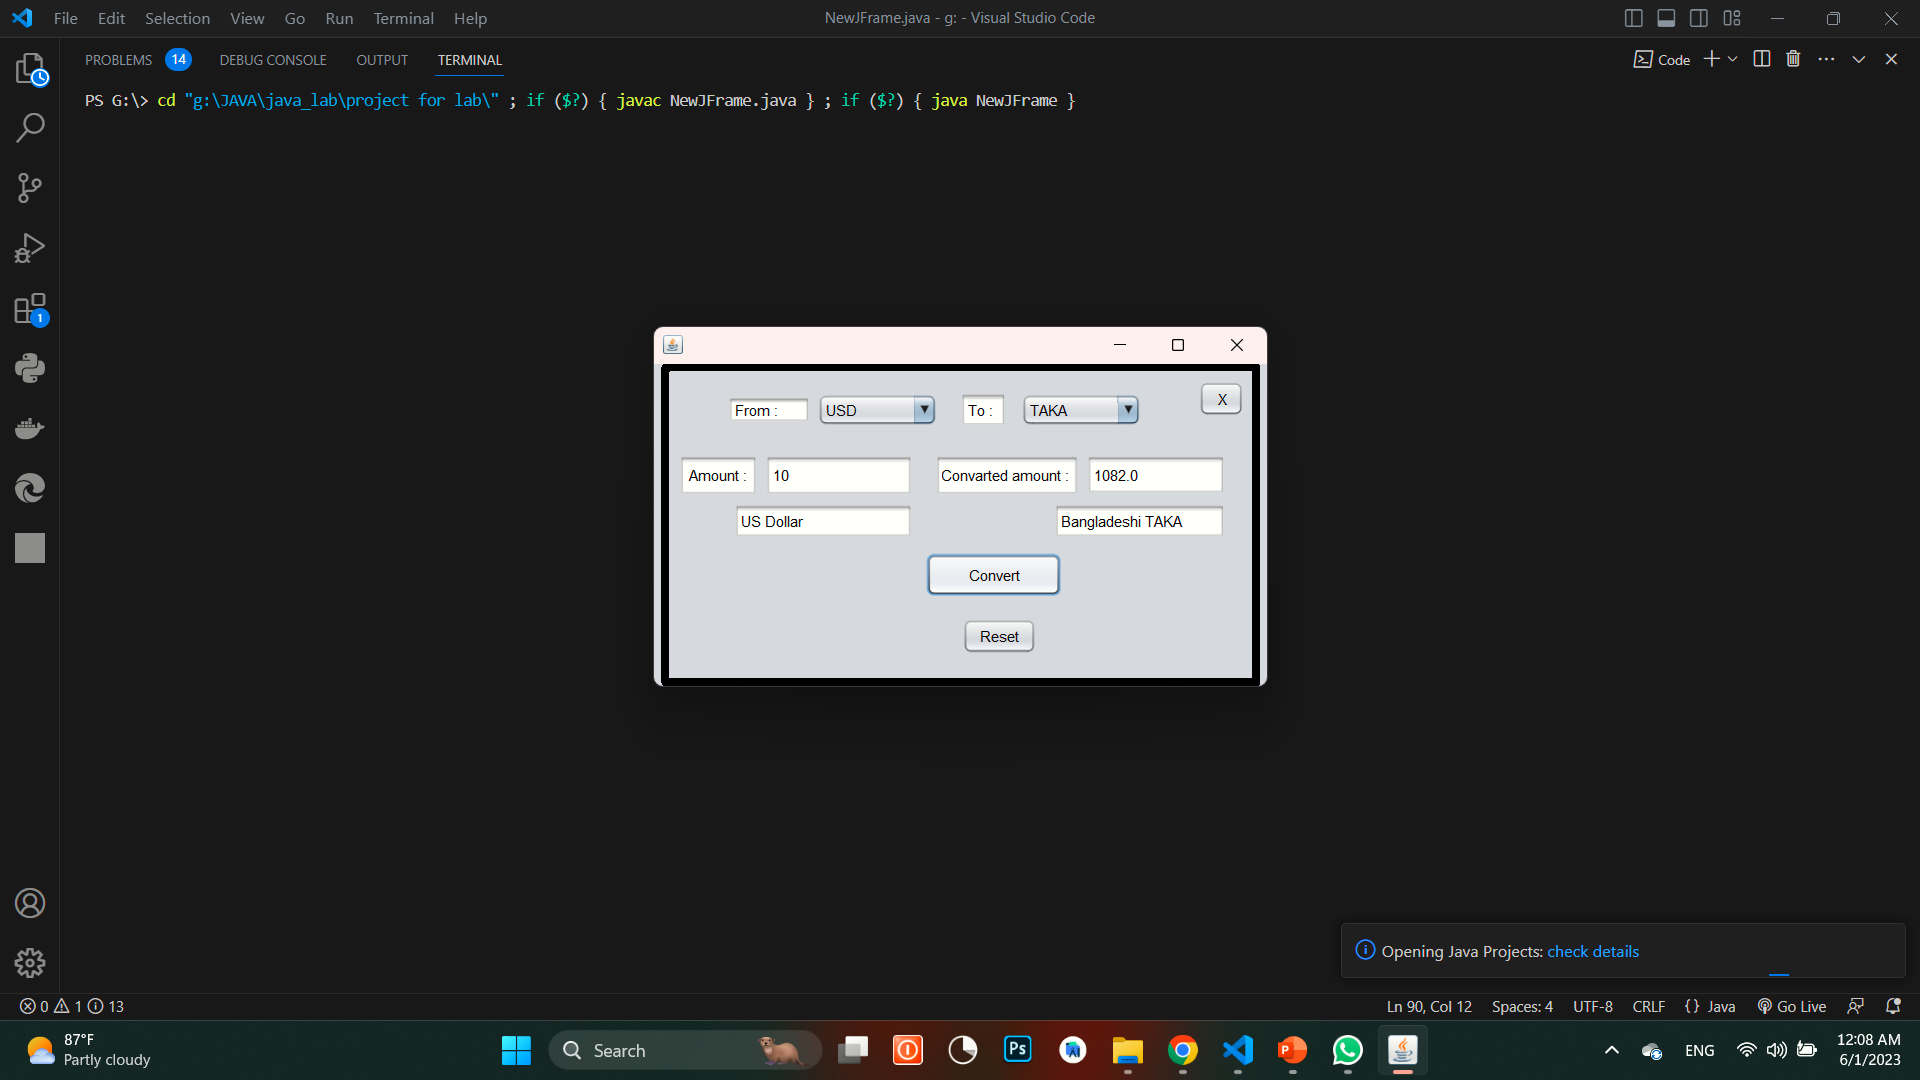 File Edit Selection View Go Run Terminal Help
NewJFrame.java - g: - Visual Studio Code
PROBLEMS 14 DEBUG CONSOLE OUTPUT TERMINAL
Code
PS G:\> cd "g:\JAVA\java_lab\project for lab\" ; if ($?) { javac NewJFrame.java } ; if ($?) { java NewJFrame }
1
From : USD To : TAKA X
Amount : 10 Convarted amount : 1082.0
US Dollar Bangladeshi TAKA
Convert
Reset
Opening Java Projects: check details
0 1 13
Ln 90, Col 12 Spaces: 4 UTF-8 CRLF {} Java Go Live
87°F
Partly cloudy
Search
Ps
P
ENG
12:08 AM
6/1/2023